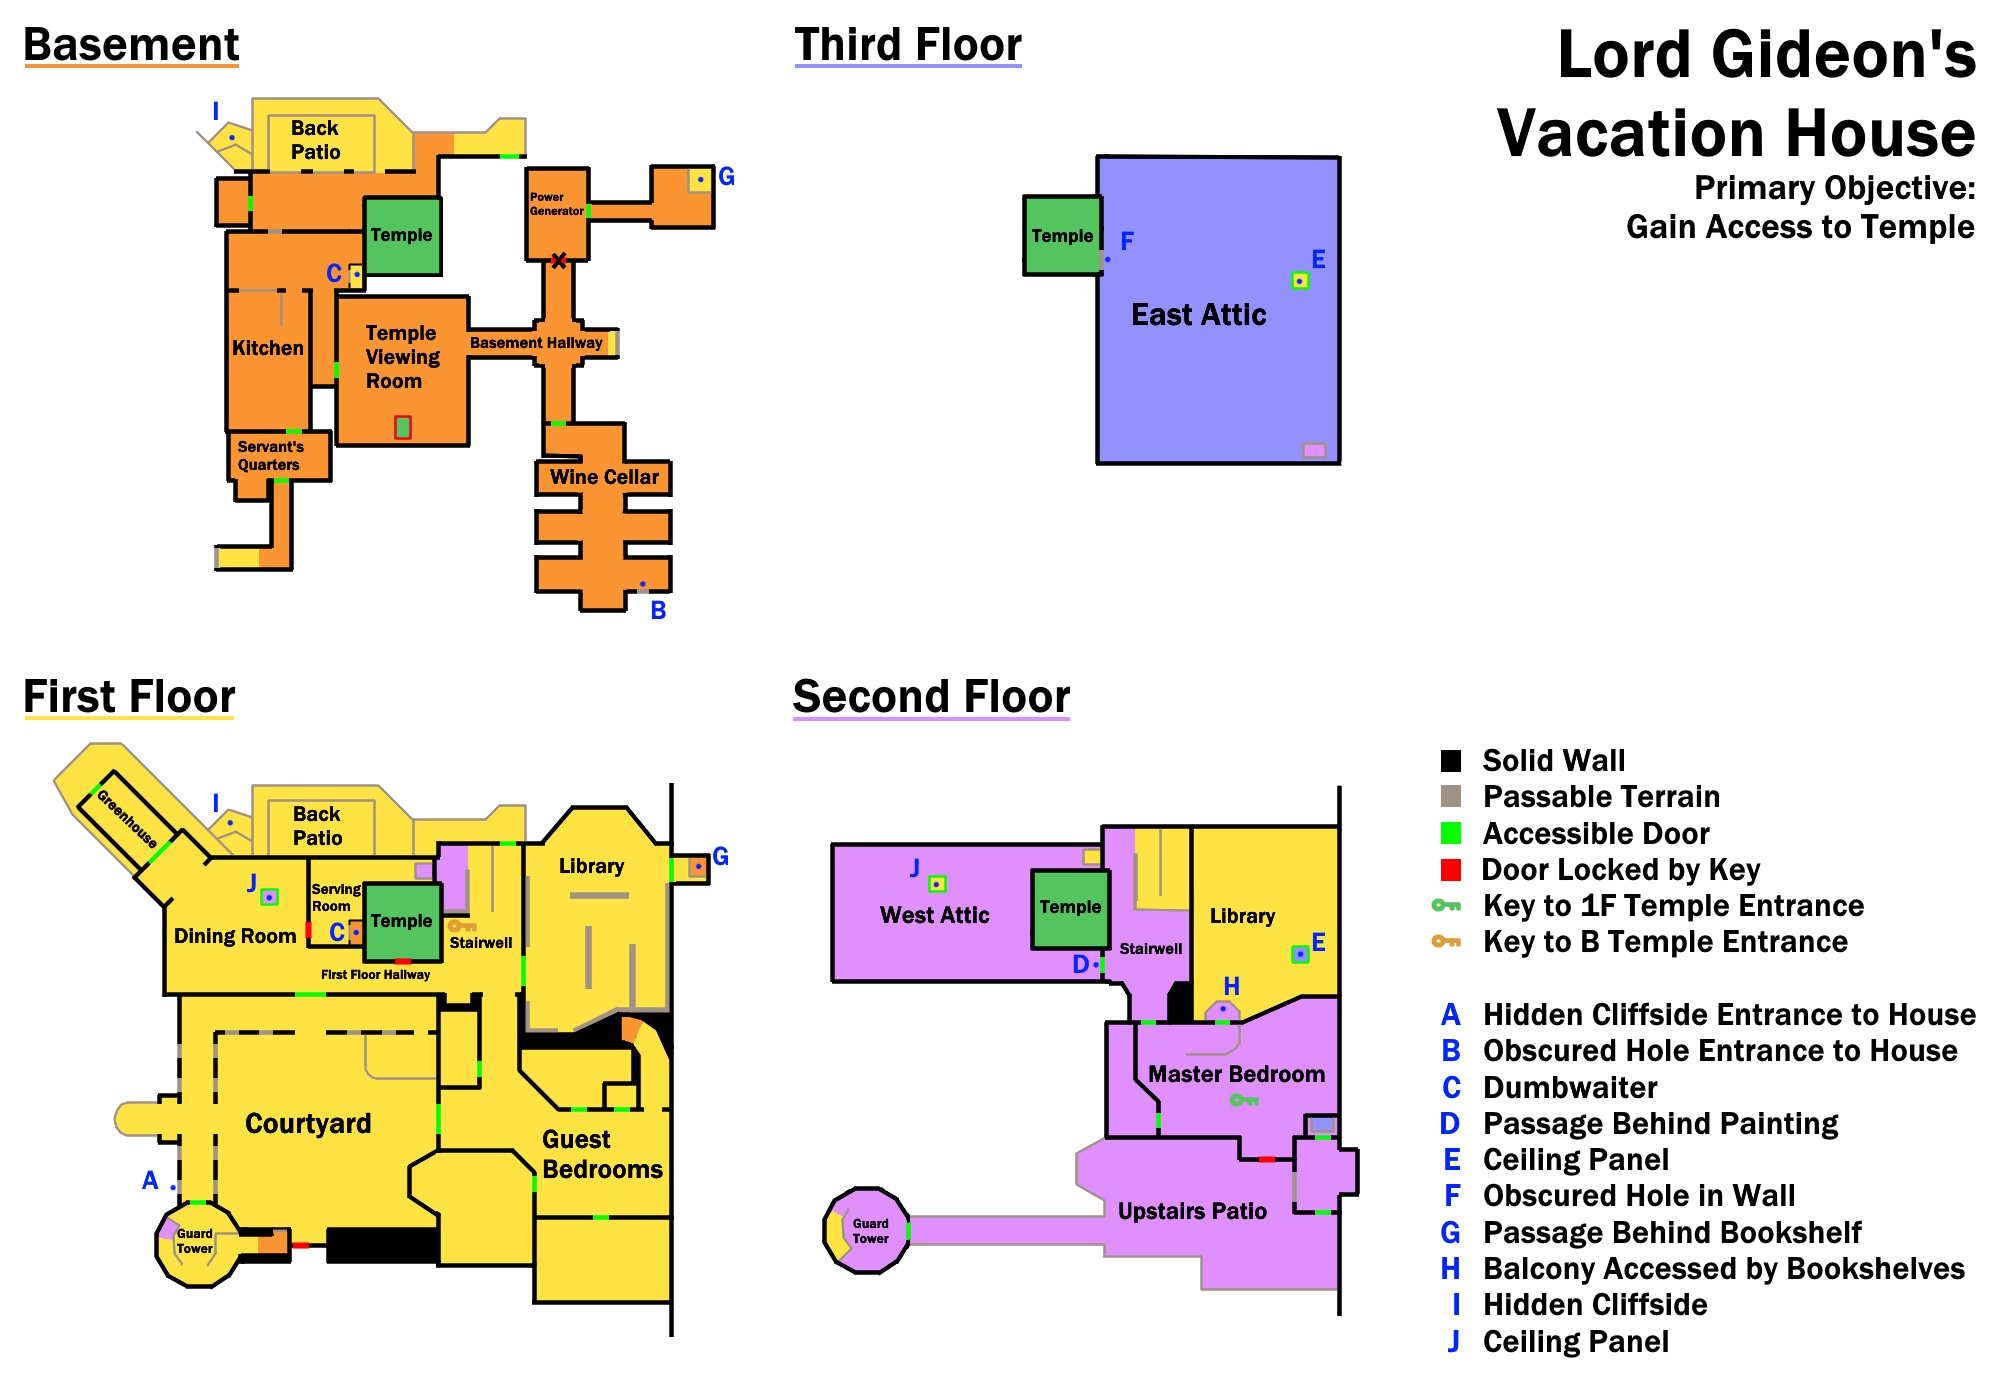 Basement
I
Back
Patio
Temple
C
Kitchen
Temple
Viewing
Room
Servant's
Quarters
Power
Generator
G
Basement Hallway
Wine Cellar
B
Third Floor
Temple
F
E
East Attic
Lord Gideon's
Vacation House
Primary Objective:
Gain Access to Temple
First Floor
Greenhouse
I
Back
Patio
J
Serving
Room
C
Temple
Dining Room
Stairwell
First Floor Hallway
Library
G
Courtyard
Guest
Bedrooms
A
Guard
Tower
Second Floor
J
West Attic
Temple
D
Stairwell
Library
E
H
Master Bedroom
Upstairs Patio
Guard
Tower
Solid Wall
Passable Terrain
Accessible Door
Door Locked by Key
Key to 1F Temple Entrance
Key to B Temple Entrance
A Hidden Cliffside Entrance to House
B Obscured Hole Entrance to House
C Dumbwaiter
D Passage Behind Painting
E Ceiling Panel
F Obscured Hole in Wall
G Passage Behind Bookshelf
H Balcony Accessed by Bookshelves
I Hidden Cliffside
J Ceiling Panel